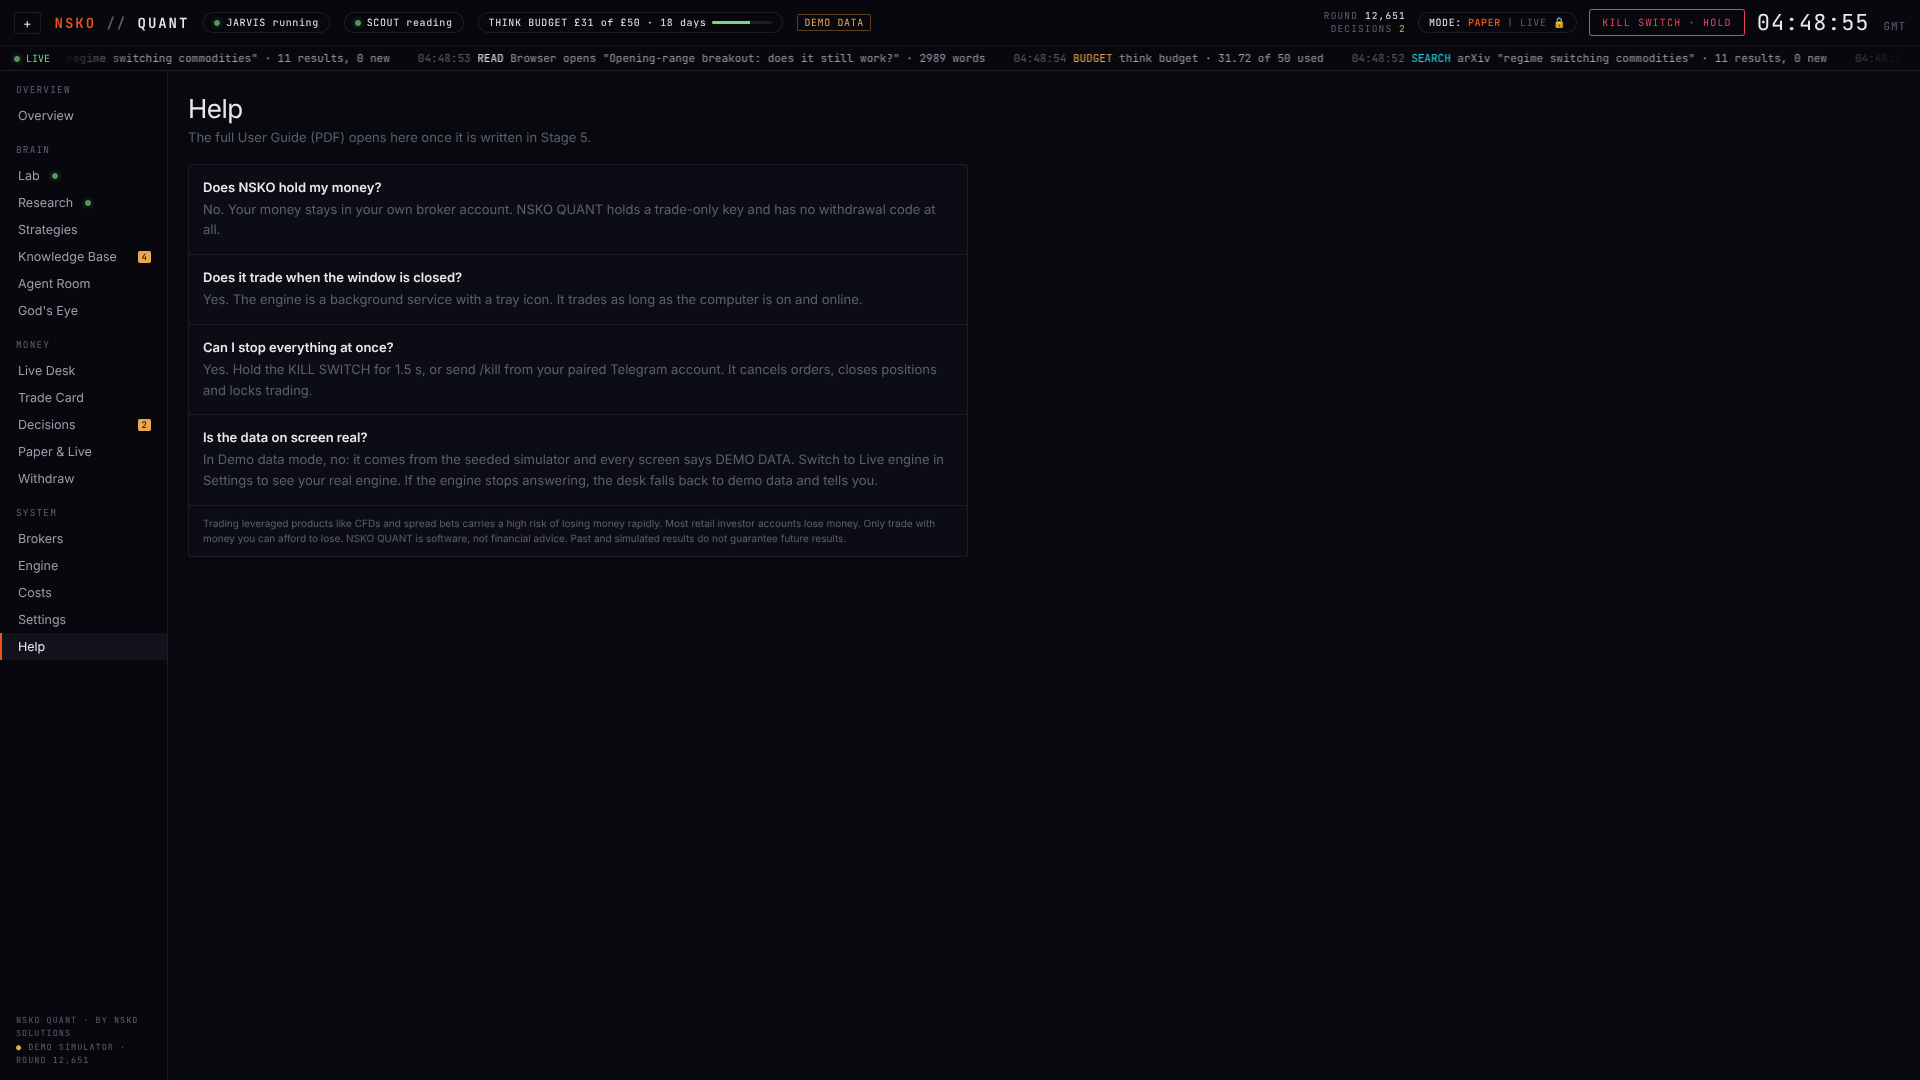 + NSKO // QUANT JARVIS running SCOUT reading THINK BUDGET £31 of £50 · 18 days DEMO DATA ROUND 12,651 DECISIONS 2 MODE: PAPER | LIVE 🔒 KILL SWITCH · HOLD 04:48:55 GMT
LIVE regime switching commodities" · 11 results, 0 new 04:48:53 READ Browser opens "Opening-range breakout: does it still work?" · 2989 words 04:48:54 BUDGET think budget · 31.72 of 50 used 04:48:52 SEARCH arXiv "regime switching commodities" · 11 results, 0 new
OVERVIEW
Overview
BRAIN
Lab
Research
Strategies
Knowledge Base 4
Agent Room
God's Eye
MONEY
Live Desk
Trade Card
Decisions 2
Paper & Live
Withdraw
SYSTEM
Brokers
Engine
Costs
Settings
Help
NSKO QUANT · BY NSKO
SOLUTIONS
DEMO SIMULATOR ·
ROUND 12,651
Help
The full User Guide (PDF) opens here once it is written in Stage 5.
Does NSKO hold my money?
No. Your money stays in your own broker account. NSKO QUANT holds a trade-only key and has no withdrawal code at
all.
Does it trade when the window is closed?
Yes. The engine is a background service with a tray icon. It trades as long as the computer is on and online.
Can I stop everything at once?
Yes. Hold the KILL SWITCH for 1.5 s, or send /kill from your paired Telegram account. It cancels orders, closes positions
and locks trading.
Is the data on screen real?
In Demo data mode, no: it comes from the seeded simulator and every screen says DEMO DATA. Switch to Live engine in
Settings to see your real engine. If the engine stops answering, the desk falls back to demo data and tells you.
Trading leveraged products like CFDs and spread bets carries a high risk of losing money rapidly. Most retail investor accounts lose money. Only trade with
money you can afford to lose. NSKO QUANT is software, not financial advice. Past and simulated results do not guarantee future results.